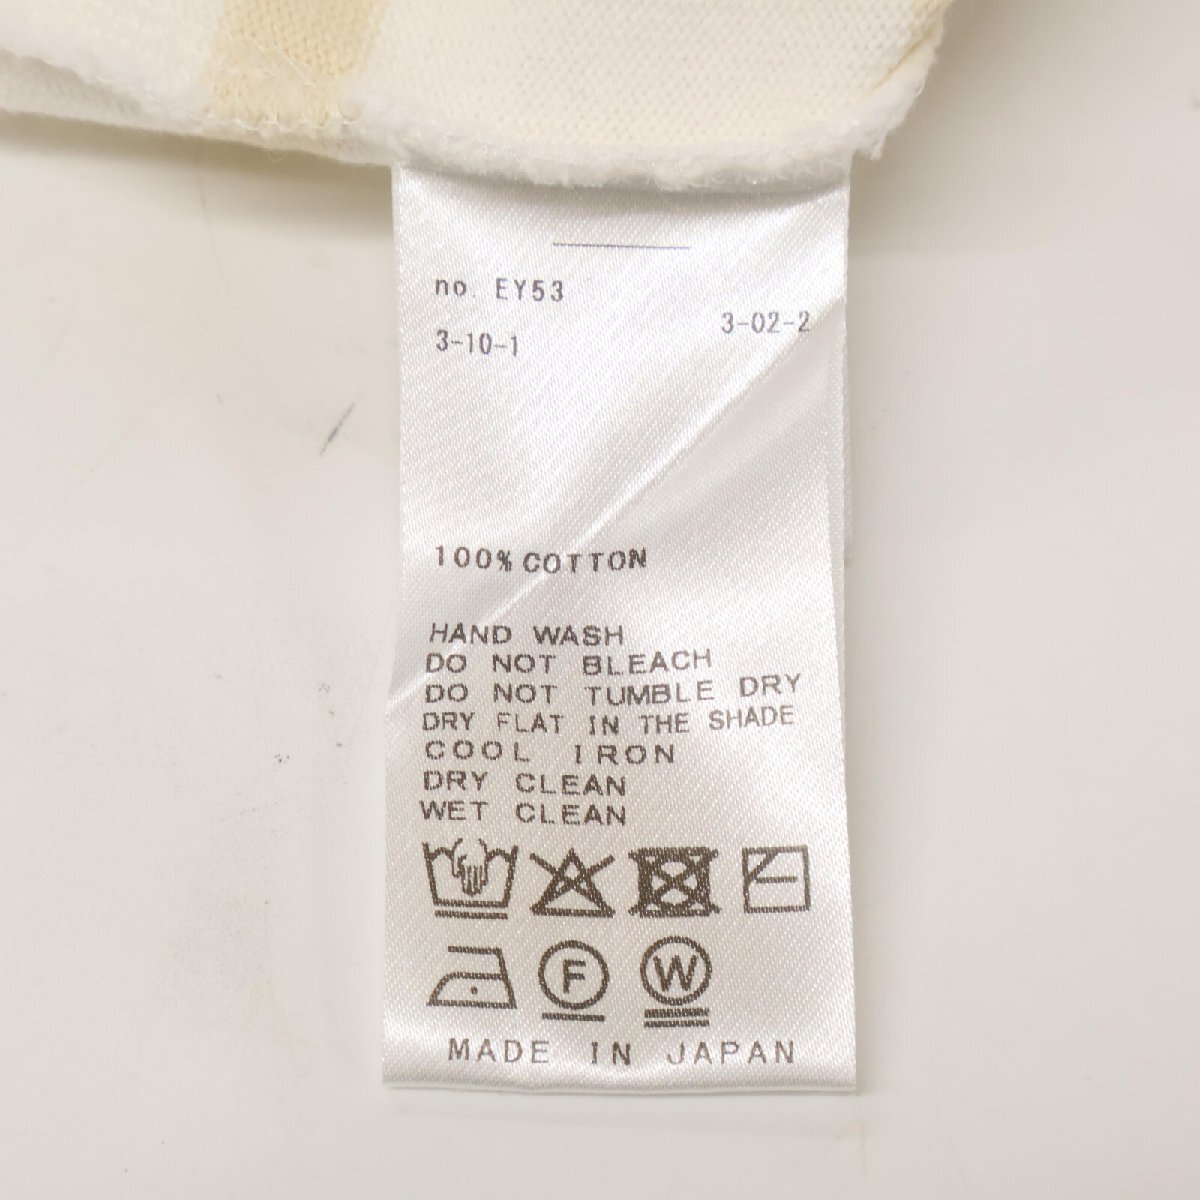 no. EY53
3-02-2
3-10-1
100% COTTON
HAND WASH
DO NOT BLEACH
DO NOT TUMBLE DRY
DRY FLAT IN THE SHADE
COOL IRON
DRY CLEAN
WET CLEAN
F W
MADE IN JAPAN